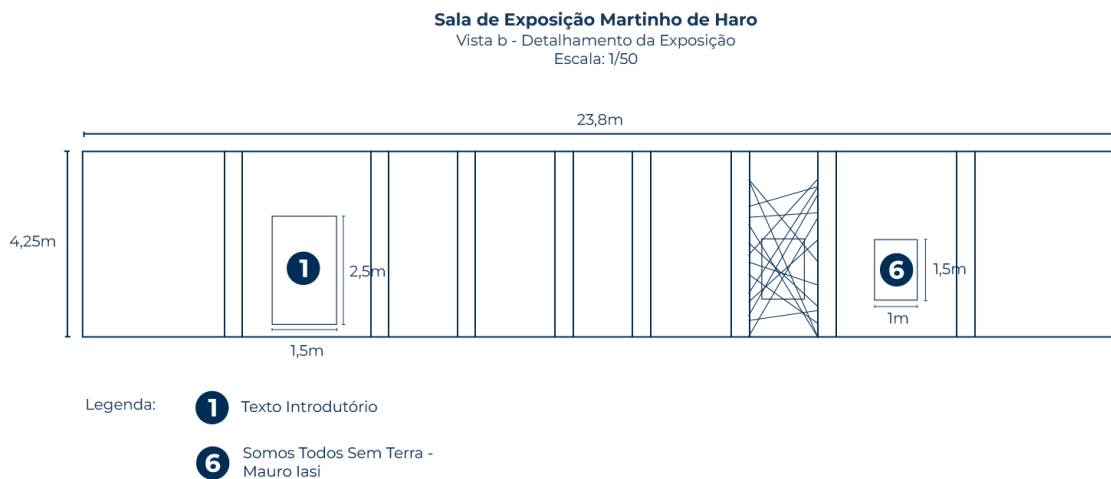 Sala de Exposição Martinho de Haro
Vista b - Detalhamento da Exposição
Escala: 1/50
23,8m
4,25m
1
2,5m
1,5m
6
1,5m
1m
Legenda:
1 Texto Introdutório
6 Somos Todos Sem Terra -
Mauro Iasi